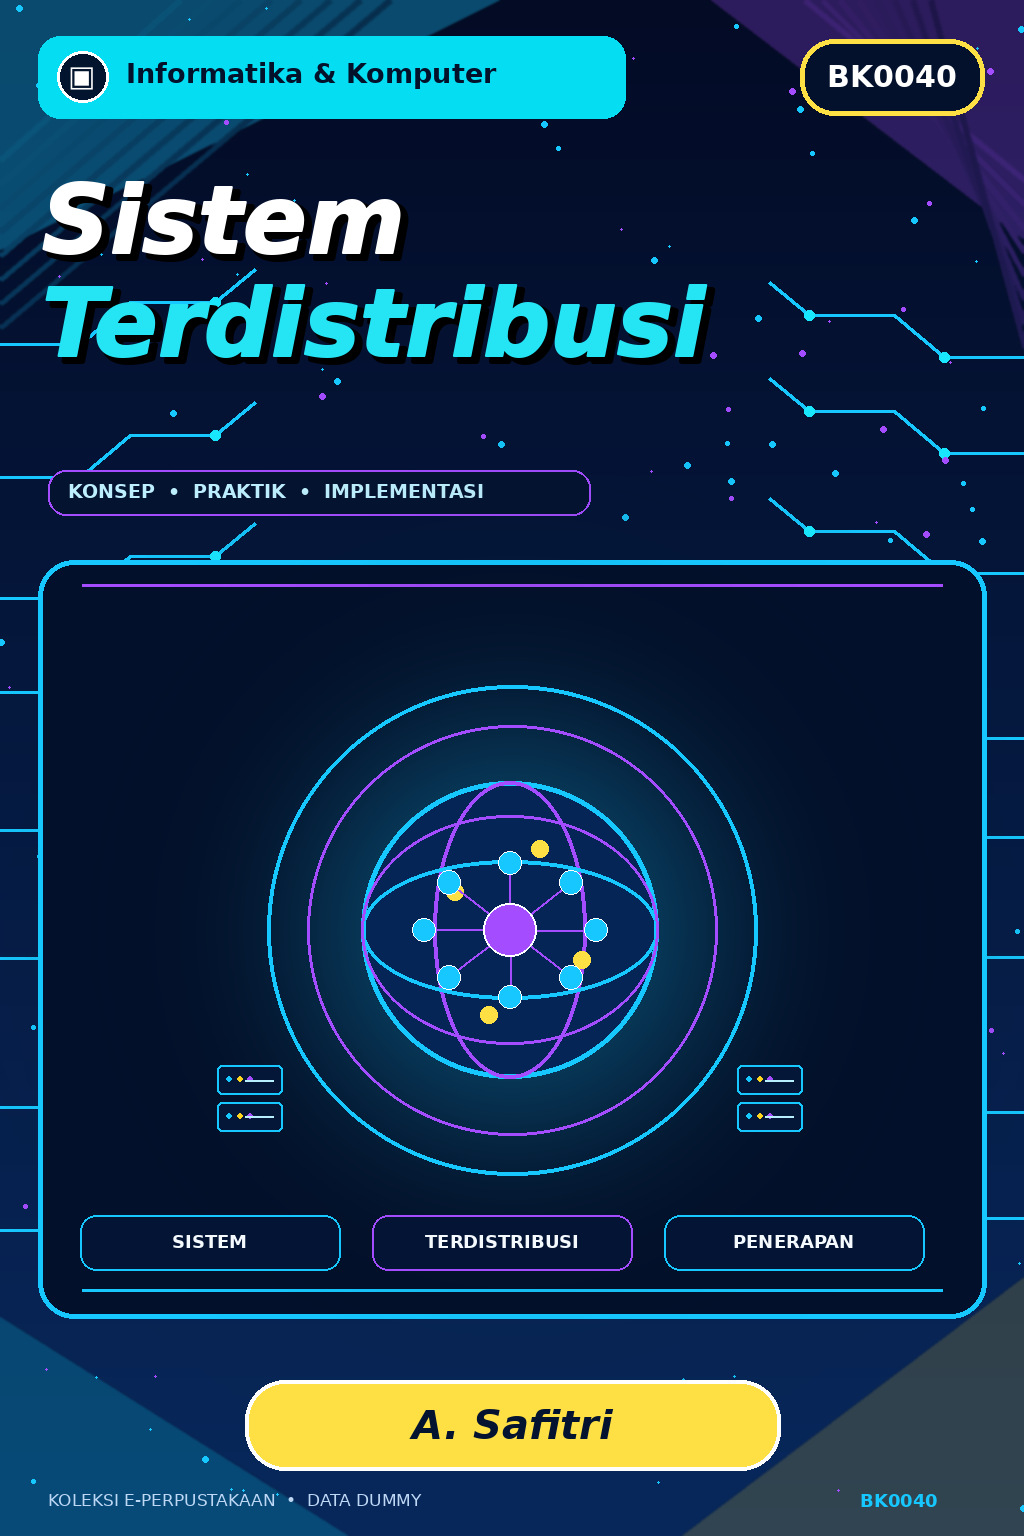 ▣ Informatika & Komputer
BK0040
Sistem
Terdistribusi
KONSEP • PRAKTIK • IMPLEMENTASI
SISTEM
TERDISTRIBUSI
PENERAPAN
A. Safitri
KOLEKSI E-PERPUSTAKAAN • DATA DUMMY
BK0040